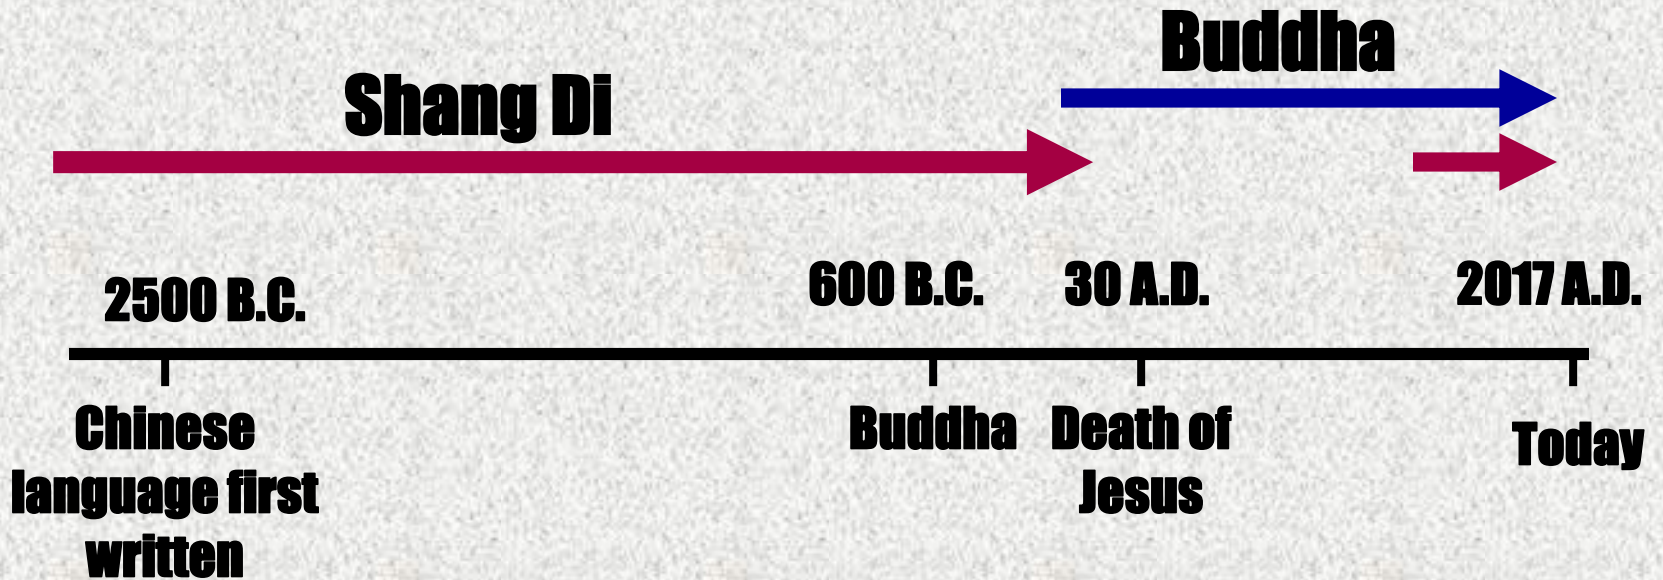 Buddha
Shang Di
2500 B.C.
600 B.C.
30 A.D.
2017 A.D.
Chinese
language first
written
Buddha
Death of
Jesus
Today